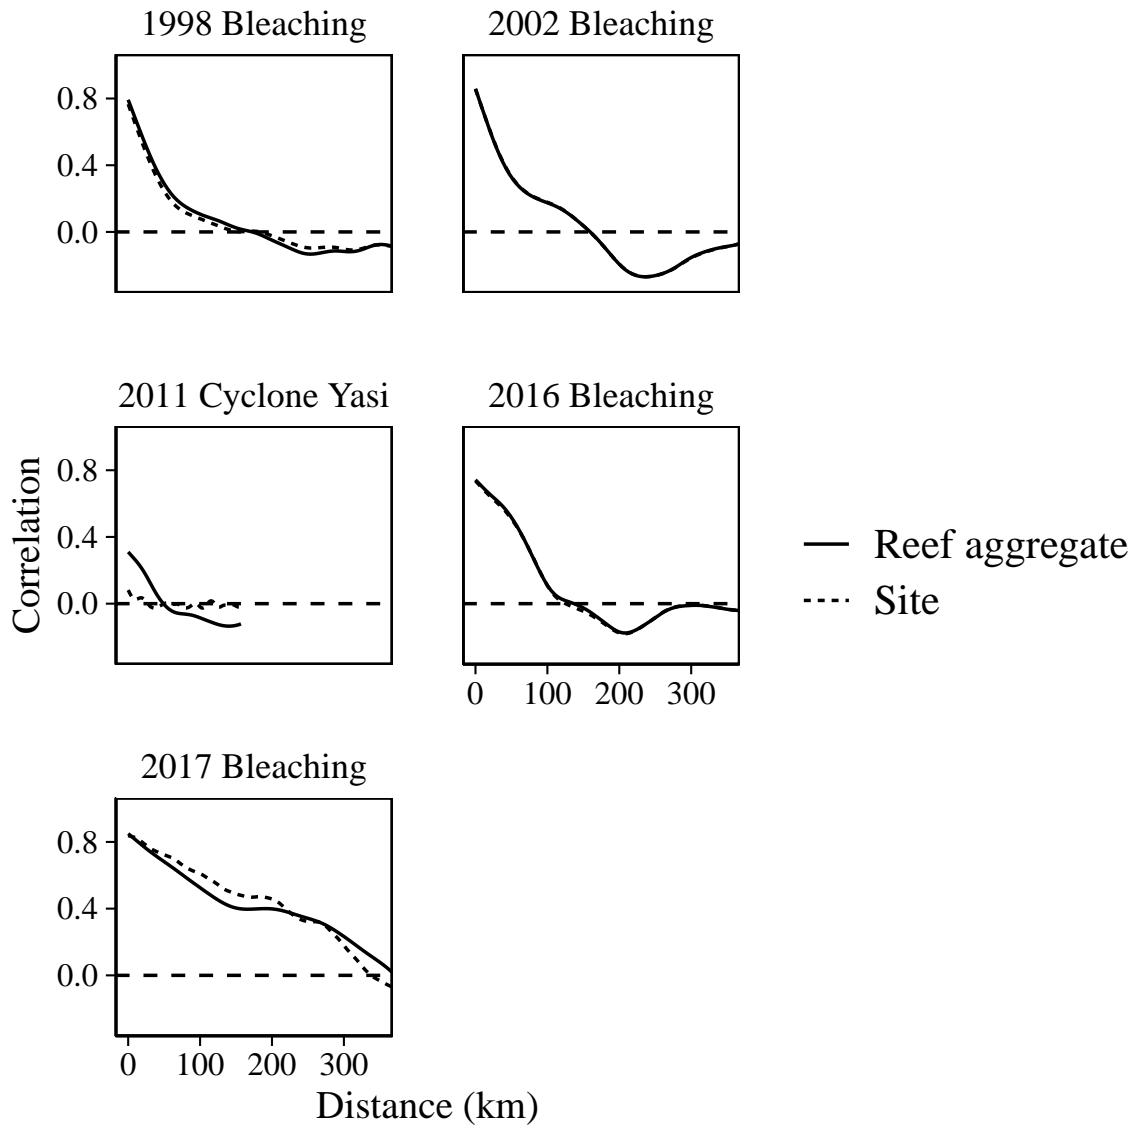 1998 Bleaching
2002 Bleaching
0.8
0.4
0.0
2011 Cyclone Yasi
2016 Bleaching
0.8
0.4
0.0
0 100 200 300
Correlation
Reef aggregate
Site
2017 Bleaching
0.8
0.4
0.0
0 100 200 300
Distance (km)